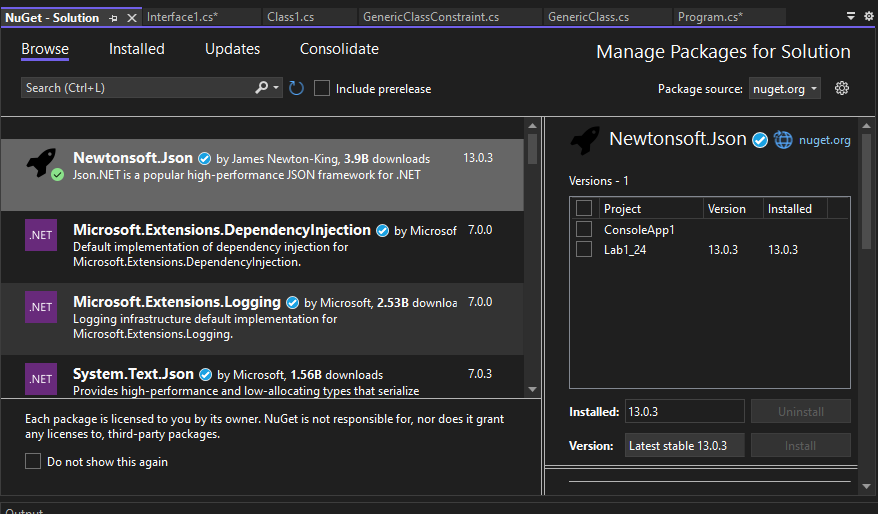 NuGet - Solution
Interface1.cs*
Class1.cs
GenericClassConstraint.cs
GenericClass.cs
Program.cs*
Browse
Installed
Updates
Consolidate
Manage Packages for Solution
Search (Ctrl+L)
Include prerelease
Package source:
nuget.org
Newtonsoft.Json by James Newton-King, 3.9B downloads
13.0.3
Json.NET is a popular high-performance JSON framework for .NET
.NET
Microsoft.Extensions.DependencyInjection by Microsof
7.0.0
Default implementation of dependency injection for
Microsoft.Extensions.DependencyInjection.
.NET
Microsoft.Extensions.Logging by Microsoft, 2.53B downloa
7.0.0
Logging infrastructure default implementation for
Microsoft.Extensions.Logging.
.NET
System.Text.Json by Microsoft, 1.56B downloads
7.0.3
Provides high-performance and low-allocating types that serialize
Each package is licensed to you by its owner. NuGet is not responsible for, nor does it grant
any licenses to, third-party packages.
Do not show this again
Newtonsoft.Json
nuget.org
Versions - 1
Project Version Installed
ConsoleApp1
Lab1_24 13.0.3 13.0.3
Installed: 13.0.3 Uninstall
Version: Latest stable 13.0.3 Install
Output